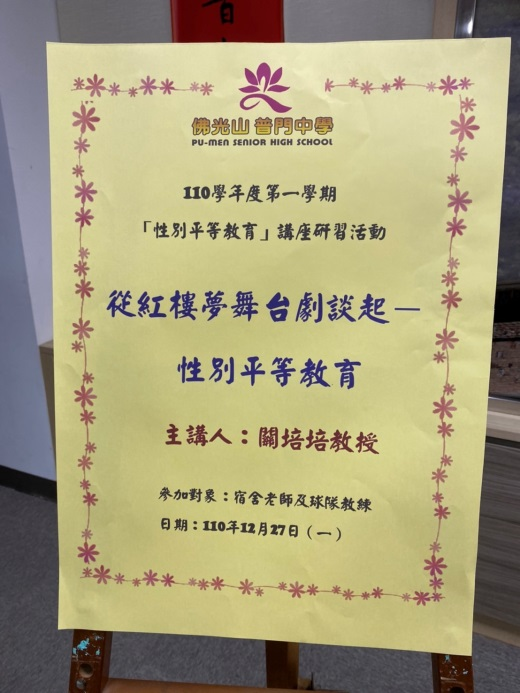 佛光山 普門中學
PU-MEN SENIOR HIGH SCHOOL
110學年度第一學期
「性別平等教育」講座研習活動
從紅樓夢舞台劇談起—
性別平等教育
主講人：關培培教授
參加對象：宿舍老師及球隊教練
日期：110年12月27日（一）